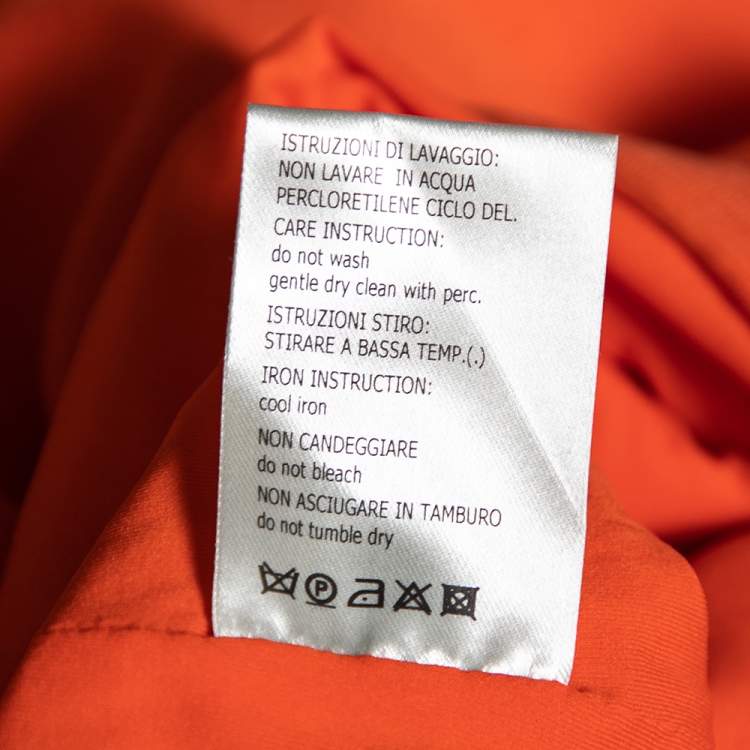 ISTRUZIONI DI LAVAGGIO:
NON LAVARE IN ACQUA
PERCLORETILENE CICLO DEL.
CARE INSTRUCTION:
do not wash
gentle dry clean with perc.
ISTRUZIONI STIRO:
STIRARE A BASSA TEMP.(.)
IRON INSTRUCTION:
cool iron
NON CANDEGGIARE
do not bleach
NON ASCIUGARE IN TAMBURO
do not tumble dry
P